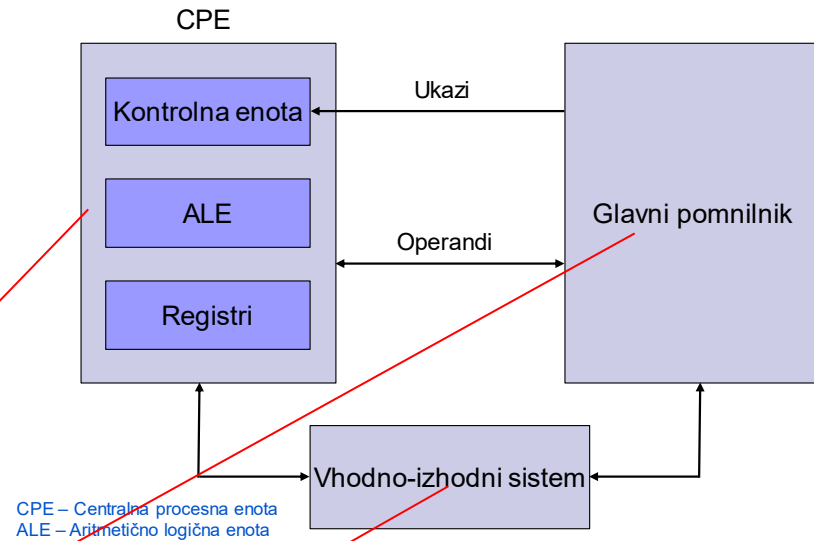 CPE
Kontrolna enota
Ukazi
ALE
Glavni pomnilnik
Operandi
Registri
Vhodno-izhodni sistem
CPE – Centralna procesna enota
ALE – Aritmetično logična enota